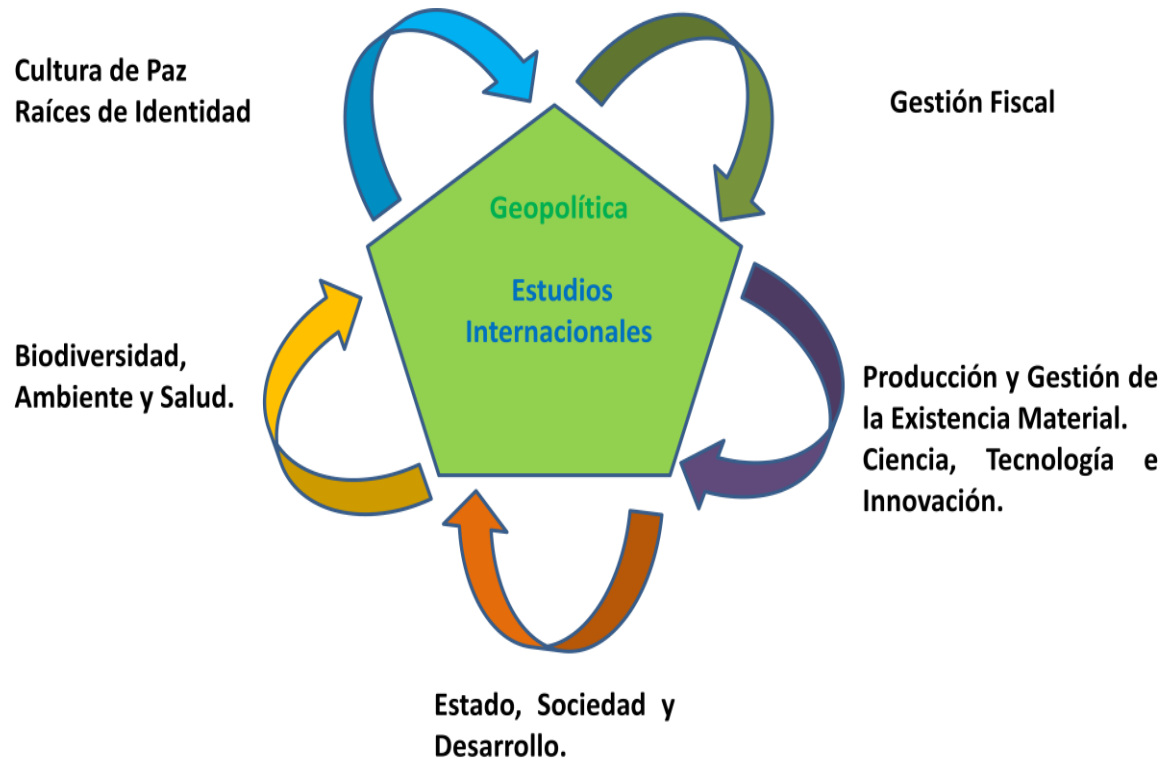 Cultura de Paz
Raíces de Identidad
Gestión Fiscal
Geopolítica
Estudios
Internacionales
Biodiversidad,
Ambiente y Salud.
Producción y Gestión de
la Existencia Material.
Ciencia, Tecnología e
Innovación.
Estado, Sociedad y
Desarrollo.